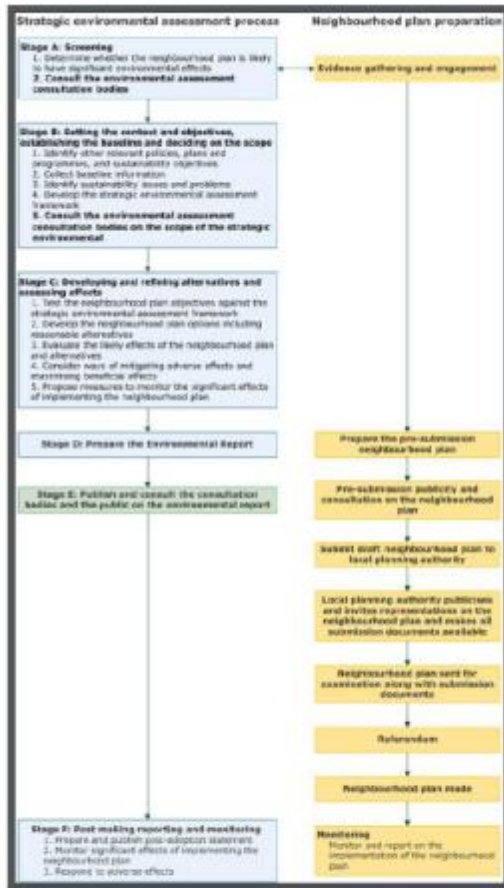 Strategic environmental assessment process
Neighbourhood plan preparation
Stage A: Screening
1. Determine whether the neighbourhood plan is likely
to have significant environmental effects
2. Consult the environmental assessment
consultation bodies
Evidence gathering and engagement
Stage B: Setting the context and objectives,
establishing the baseline and deciding on the scope
1. Identify other relevant policies, plans and
programmes, and sustainability objectives
2. Collect baseline information
3. Identify sustainability issues and problems
4. Develop the strategic environmental assessment
framework
5. Consult the environmental assessment
consultation bodies on the scope of the strategic
environmental
Stage C: Developing and refining alternatives and
assessing effects
1. Test the neighbourhood plan objectives against the
strategic environmental assessment framework
2. Develop the neighbourhood plan options including
reasonable alternatives
3. Evaluate the likely effects of the neighbourhood plan
and alternatives
4. Consider ways of mitigating adverse effects and
maximising beneficial effects
5. Propose measures to monitor the significant effects
of implementing the neighbourhood plan
Stage D: Prepare the Environmental Report
Prepare the pre-submission
neighbourhood plan
Stage E: Publish and consult the consultation
bodies and the public on the environmental report
Pre-submission publicity and
consultation on the neighbourhood
plan
Submit draft neighbourhood plan to
local planning authority
Local planning authority publicises
and invites representations on the
neighbourhood plan and makes all
submission documents available
Neighbourhood plan sent for
examination along with submission
documents
Referendum
Neighbourhood plan made
Stage F: Post making reporting and monitoring
1. Prepare and publish post-adoption statement
2. Monitor significant effects of implementing the
neighbourhood plan
3. Respond to adverse effects
Monitoring
Monitor and report on the
implementation of the neighbourhood
plan